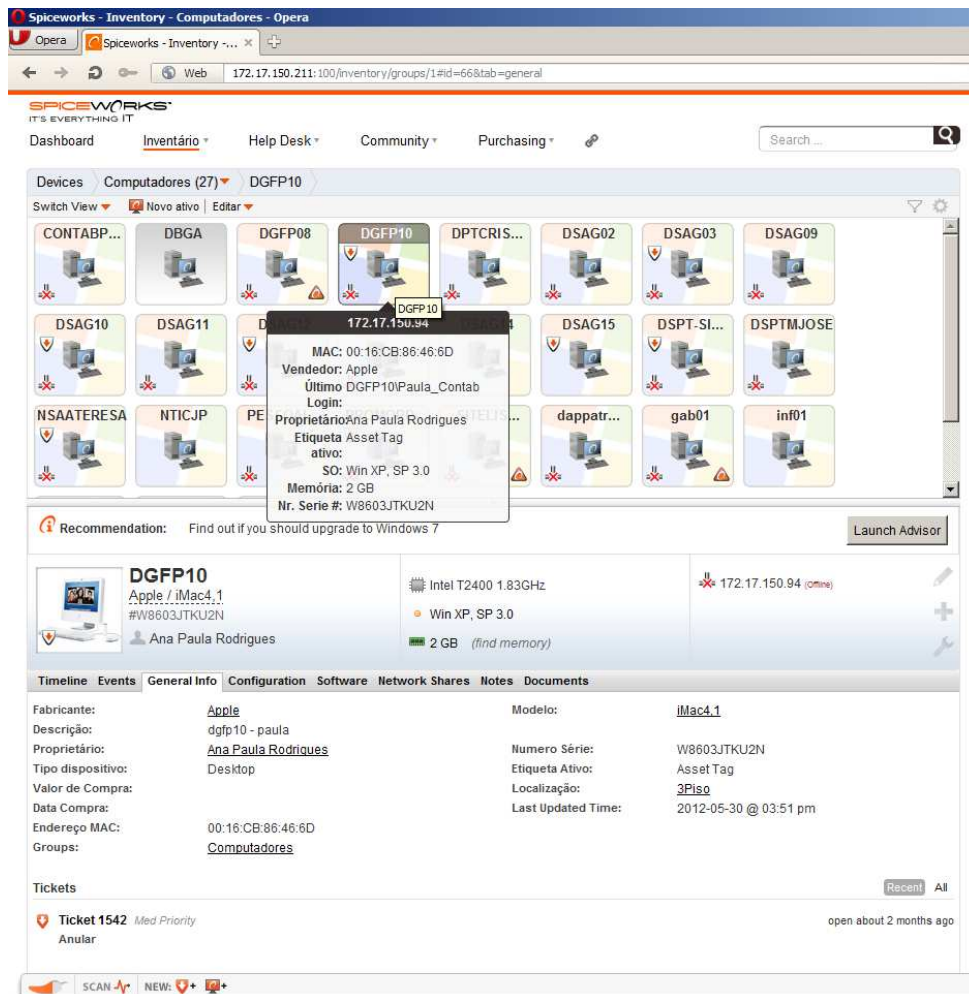 Spiceworks - Inventory - Computadores - Opera
Opera
Spiceworks - Inventory -...
Web
172.17.150.211:100/inventory/groups/1#id=66&tab=general
SPICEWORKS
IT'S EVERYTHING IT
Dashboard
Inventário
Help Desk
Community
Purchasing
Search ...
Devices
Computadores (27)
DGFP10
Switch View
Novo ativo
Editar
CONTABP...
DBGA
DGFP08
DGFP10
DPTCRIS...
DSAG02
DSAG03
DSAG09
DGFP10
DSAG10
DSAG11
DSAG15
DSPT-SI...
DSPTMJOSE
172.17.150.94
MAC: 00:16:CB:86:46:6D
Vendedor: Apple
Último Login: DGFP10\Paula_Contab
Proprietário: Ana Paula Rodrigues
Etiqueta ativo: Asset Tag
SO: Win XP, SP 3.0
Memória: 2 GB
Nr. Serie #: W8603JTKU2N
NSAATERESA
NTICJP
dappatr...
gab01
inf01
Recommendation: Find out if you should upgrade to Windows 7
Launch Advisor
DGFP10
Apple / iMac4,1
#W8603JTKU2N
Ana Paula Rodrigues
Intel T2400 1.83GHz
Win XP, SP 3.0
2 GB (find memory)
172.17.150.94 (Offline)
Timeline Events General Info Configuration Software Network Shares Notes Documents
Fabricante: Apple
Modelo: iMac4,1
Descrição: dgfp10 - paula
Proprietário: Ana Paula Rodrigues
Numero Série: W8603JTKU2N
Tipo dispositivo: Desktop
Etiqueta Ativo: Asset Tag
Valor de Compra:
Localização: 3Piso
Data Compra:
Last Updated Time: 2012-05-30 @ 03:51 pm
Endereço MAC: 00:16:CB:86:46:6D
Groups: Computadores
Tickets
Recent All
Ticket 1542 Med Priority
open about 2 months ago
Anular
SCAN
NEW: